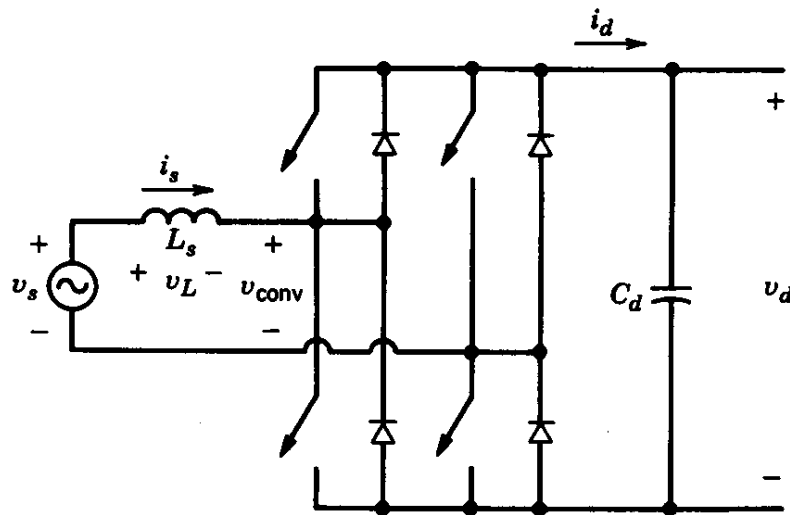 i_d
+
i_s
+
L_s
+
+ v_L −
v_s
v_conv
C_d
v_d
−
−
−